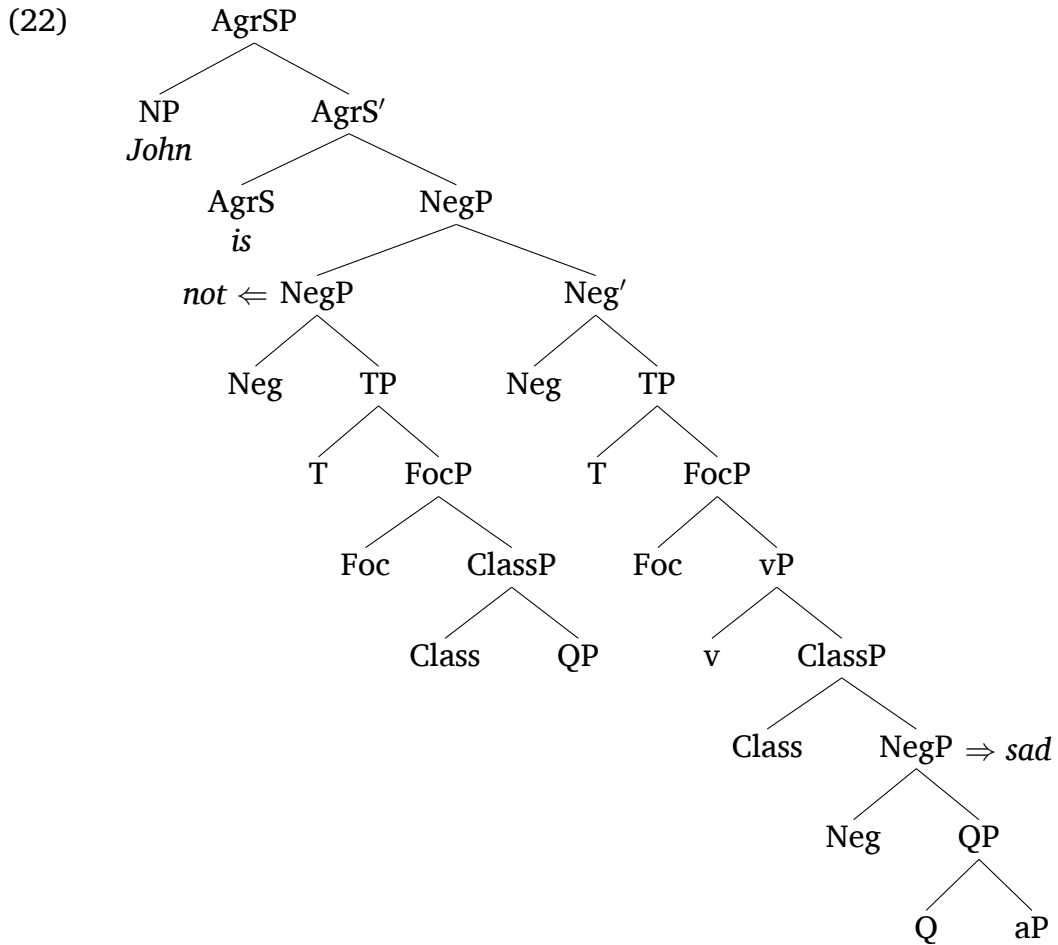 (22) AgrSP
NP AgrS′
John
AgrS NegP
is
not ⇐ NegP Neg′
Neg TP Neg TP
T FocP T FocP
Foc ClassP Foc vP
Class QP v ClassP
Class NegP ⇒ sad
Neg QP
Q aP